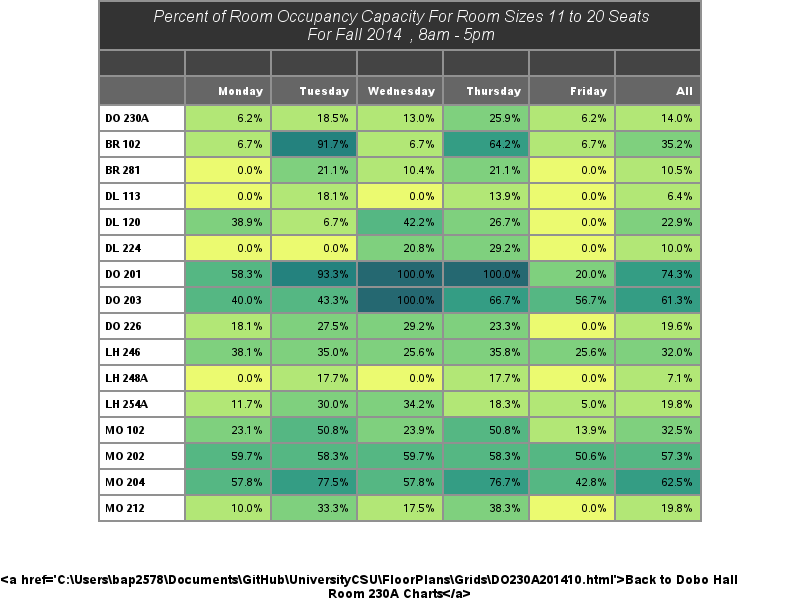 Percent of Room Occupancy Capacity For Room Sizes 11 to 20 Seats
For Fall 2014 , 8am - 5pm
Monday Tuesday Wednesday Thursday Friday All
DO 230A 6.2% 18.5% 13.0% 25.9% 6.2% 14.0%
BR 102 6.7% 91.7% 6.7% 64.2% 6.7% 35.2%
BR 281 0.0% 21.1% 10.4% 21.1% 0.0% 10.5%
DL 113 0.0% 18.1% 0.0% 13.9% 0.0% 6.4%
DL 120 38.9% 6.7% 42.2% 26.7% 0.0% 22.9%
DL 224 0.0% 0.0% 20.8% 29.2% 0.0% 10.0%
DO 201 58.3% 93.3% 100.0% 100.0% 20.0% 74.3%
DO 203 40.0% 43.3% 100.0% 66.7% 56.7% 61.3%
DO 226 18.1% 27.5% 29.2% 23.3% 0.0% 19.6%
LH 246 38.1% 35.0% 25.6% 35.8% 25.6% 32.0%
LH 248A 0.0% 17.7% 0.0% 17.7% 0.0% 7.1%
LH 254A 11.7% 30.0% 34.2% 18.3% 5.0% 19.8%
MO 102 23.1% 50.8% 23.9% 50.8% 13.9% 32.5%
MO 202 59.7% 58.3% 59.7% 58.3% 50.6% 57.3%
MO 204 57.8% 77.5% 57.8% 76.7% 42.8% 62.5%
MO 212 10.0% 33.3% 17.5% 38.3% 0.0% 19.8%
<a href='C:\Users\bap2578\Documents\GitHub\UniversityCSU\FloorPlans\Grids\DO230A201410.html'>Back to Dobo Hall
Room 230A Charts</a>